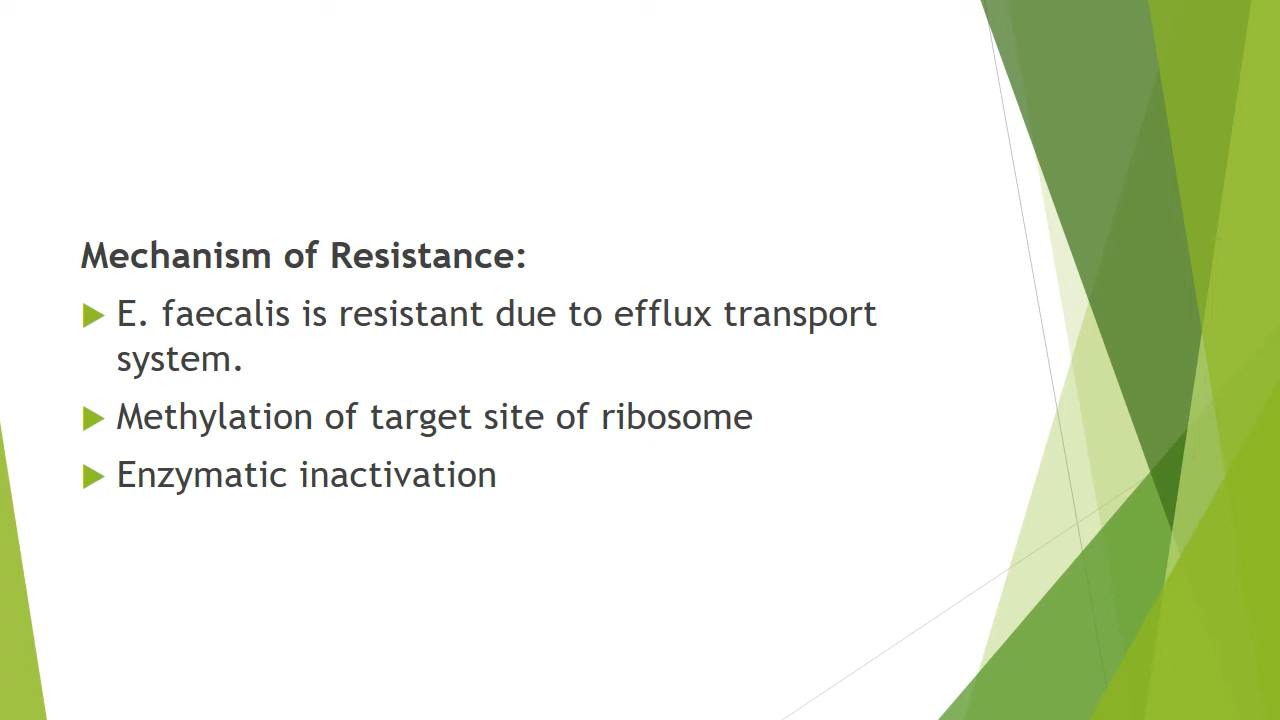 Mechanism of Resistance:
E. faecalis is resistant due to efflux transport
system.
Methylation of target site of ribosome
Enzymatic inactivation